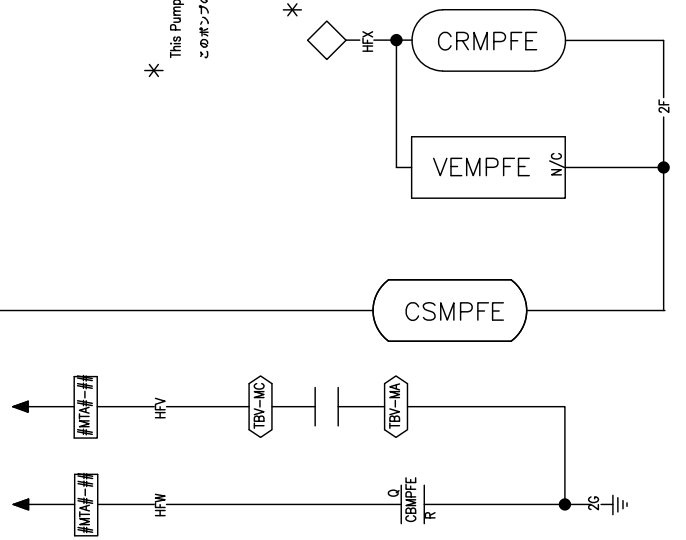 * This Pump
このポンプの
*
HFX
CRMPFE
2F
VEMPFE
N/C
CSMPFE
#MTA#-##
HFV
TBV-MC
TBV-MA
#MTA#-##
HFW
Q
CBMPFE
R
2G